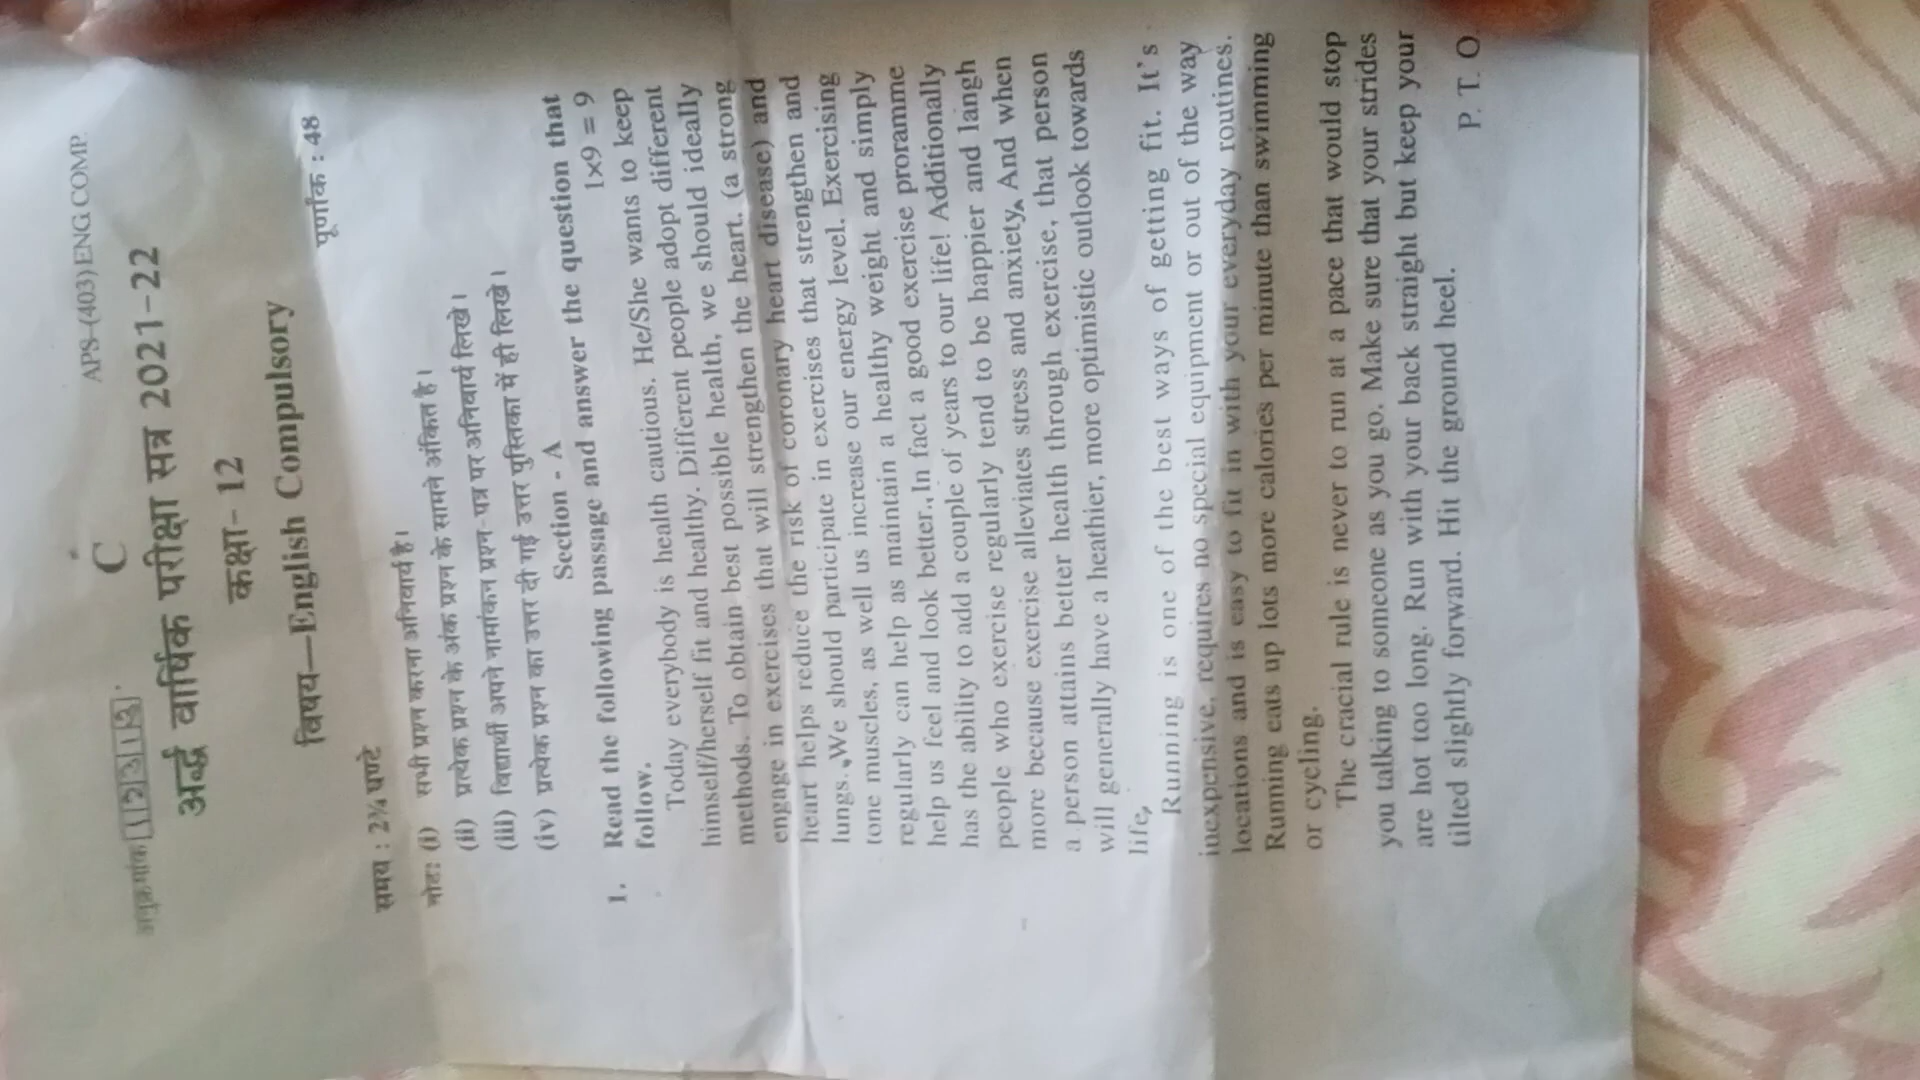 अनुक्रमांक 12313
C
APS-(403) ENG COMP.
अर्द्ध वार्षिक परीक्षा सत्र 2021-22
कक्षा- 12
विषय—English Compulsory
समय : 2¾ घण्टे
पूर्णांक : 48
नोट: (i) सभी प्रश्न करना अनिवार्य है।
(ii) प्रत्येक प्रश्न के अंक प्रश्न के सामने अंकित है।
(iii) विद्यार्थी अपने नामांकन प्रश्न-पत्र पर अनिवार्य लिखे।
(iv) प्रत्येक प्रश्न का उत्तर दी गई उत्तर पुस्तिका में ही लिखे।
Section - A
1. Read the following passage and answer the question that
follow. 1×9 = 9
Today everybody is health cautious. He/She wants to keep
himself/herself fit and healthy. Different people adopt different
methods. To obtain best possible health, we should ideally
engage in exercises that will strengthen the heart. (a strong
heart helps reduce the risk of coronary heart disease) and
lungs. We should participate in exercises that strengthen and
tone muscles, as well us increase our energy level. Exercising
regularly can help as maintain a healthy weight and simply
help us feel and look better., In fact a good exercise proramme
has the ability to add a couple of years to our life! Additionally
people who exercise regularly tend to be happier and langh
more because exercise alleviates stress and anxiety. And when
a person attains better health through exercise, that person
will generally have a heathier, more optimistic outlook towards
life,
Running is one of the best ways of getting fit. It's
inexpensive, requires no special equipment or out of the way
locations and is easy to fit in with your everyday routines.
Running eats up lots more calories per minute than swimming
or cycling.
The cracial rule is never to run at a pace that would stop
you talking to someone as you go. Make sure that your strides
are hot too long. Run with your back straight but keep your
tilted slightly forward. Hit the ground heel.
P. T. O.